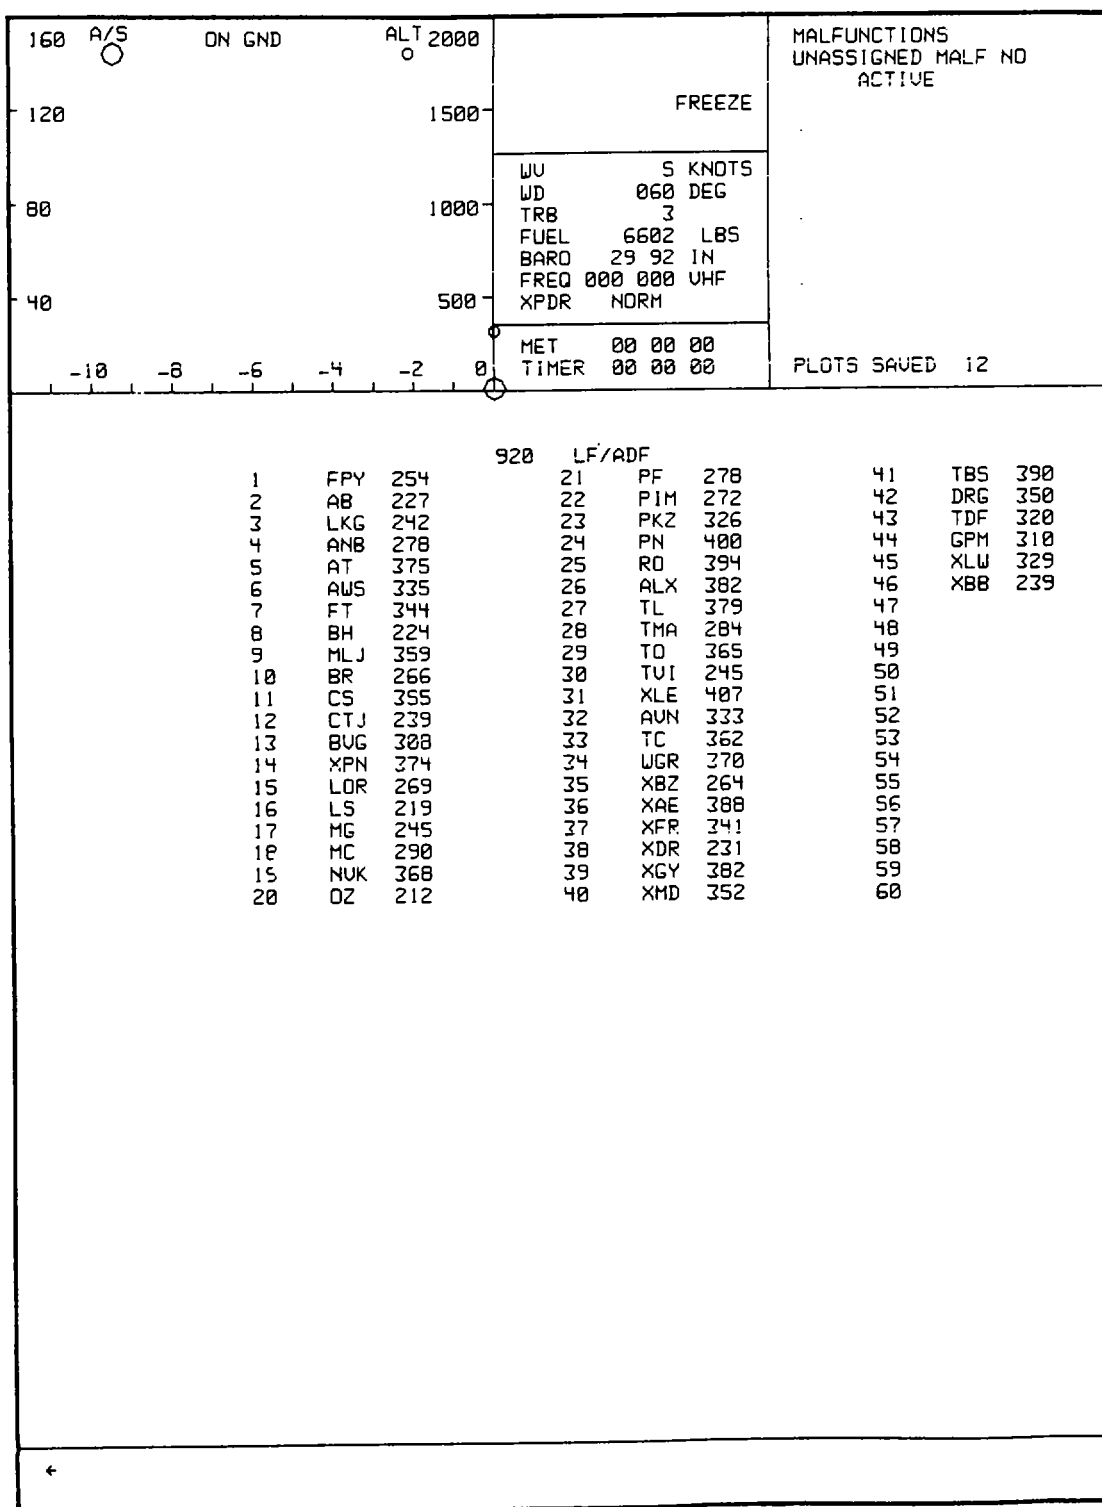 160 A/S ON GND ALT 2000
120 1500
80 1000
40 500
-10 -8 -6 -4 -2 0
FREEZE
WV 5 KNOTS
WD 060 DEG
TRB 3
FUEL 6602 LBS
BARO 29 92 IN
FREQ 000 000 VHF
XPDR NORM
MET 00 00 00
TIMER 00 00 00
MALFUNCTIONS
UNASSIGNED MALF NO
ACTIVE
PLOTS SAVED 12
920 LF/ADF
1 FPY 254 21 PF 278 41 TBS 390
2 AB 227 22 PIM 272 42 DRG 350
3 LKG 242 23 PKZ 326 43 TDF 320
4 ANB 278 24 PN 400 44 GPM 310
5 AT 375 25 RO 394 45 XLW 329
6 AWS 335 26 ALX 382 46 XBB 239
7 FT 344 27 TL 379 47
8 BH 224 28 TMA 284 48
9 MLJ 359 29 TO 365 49
10 BR 266 30 TVI 245 50
11 CS 355 31 XLE 407 51
12 CTJ 239 32 AVN 333 52
13 BVG 308 33 TC 362 53
14 XPN 374 34 WGR 370 54
15 LOR 269 35 XBZ 264 55
16 LS 219 36 XAE 388 56
17 MG 245 37 XFR 341 57
18 MC 290 38 XDR 231 58
15 NVK 368 39 XGY 382 59
20 OZ 212 40 XMD 352 60
←